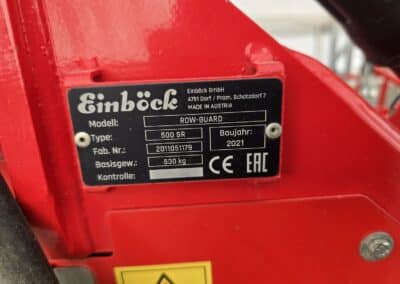 Einböck
Einböck GmbH
4751 Dorf / Pram, Schatzdorf 7
MADE IN AUSTRIA
Modell: ROW-GUARD
Type: 500 SR
Baujahr: 2021
Fab. Nr.: 2011051179
Basisgew.: 530 kg
Kontrolle:
CE EAC